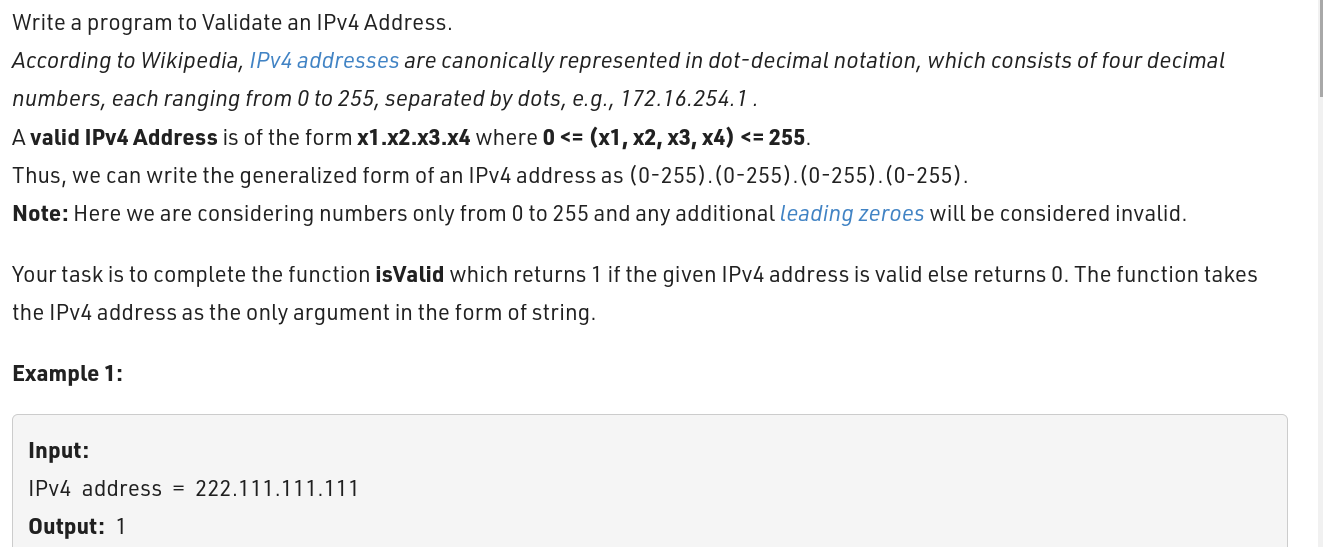 Write a program to Validate an IPv4 Address.
According to Wikipedia, IPv4 addresses are canonically represented in dot-decimal notation, which consists of four decimal
numbers, each ranging from 0 to 255, separated by dots, e.g., 172.16.254.1 .
A valid IPv4 Address is of the form x1.x2.x3.x4 where 0 <= (x1, x2, x3, x4) <= 255.
Thus, we can write the generalized form of an IPv4 address as (0-255).(0-255).(0-255).(0-255).
Note: Here we are considering numbers only from 0 to 255 and any additional leading zeroes will be considered invalid.
Your task is to complete the function isValid which returns 1 if the given IPv4 address is valid else returns 0. The function takes
the IPv4 address as the only argument in the form of string.
Example 1:
Input:
IPv4 address = 222.111.111.111
Output: 1